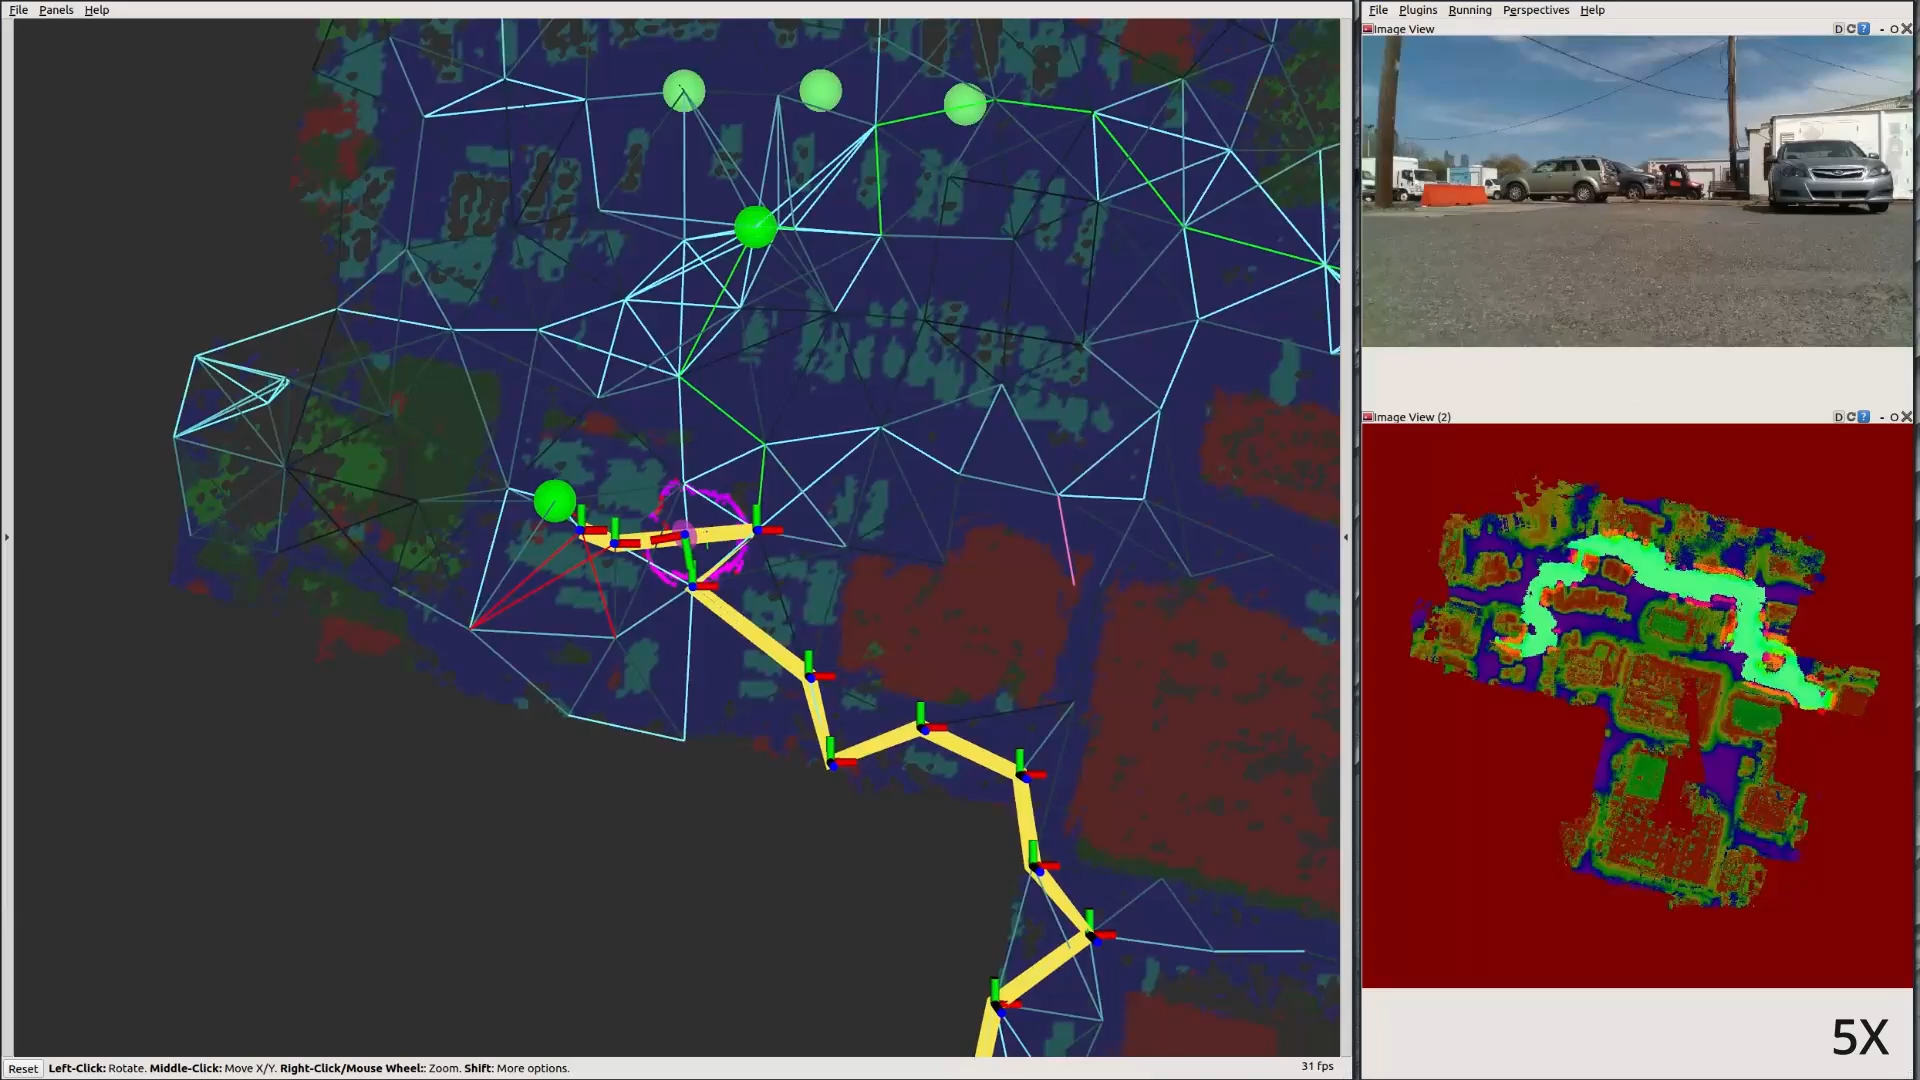 File Panels Help
Reset Left-Click: Rotate. Middle-Click: Move X/Y. Right-Click/Mouse Wheel:: Zoom. Shift: More options. 31 fps
File Plugins Running Perspectives Help
Image View D C ? - O X
Image View (2) D C ? - O X
5X